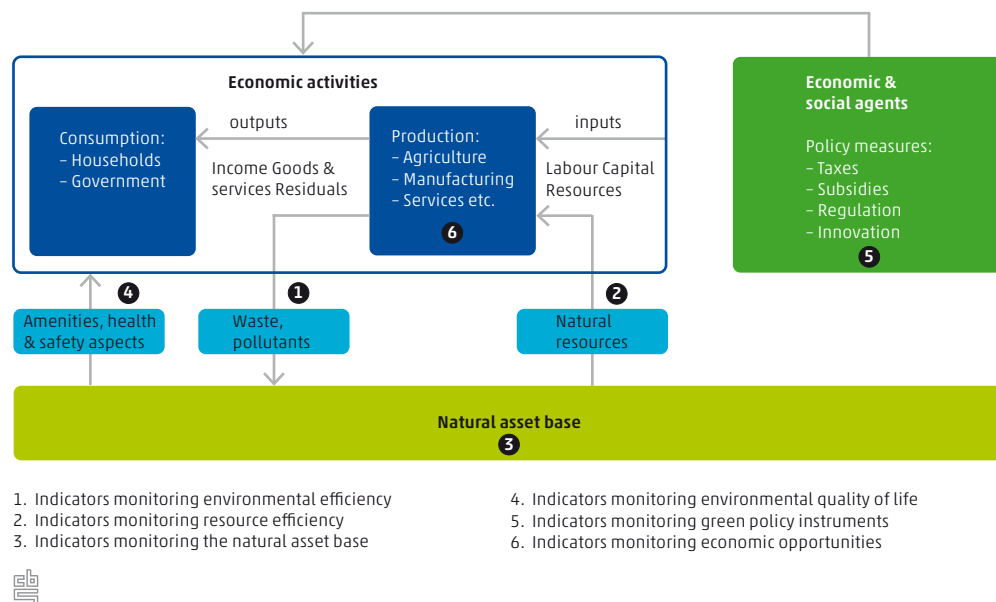 Economic activities
Consumption:
– Households
– Government
outputs
Income Goods &
services Residuals
Production:
– Agriculture
– Manufacturing
– Services etc.
6
inputs
Labour Capital
Resources
Economic &
social agents
Policy measures:
– Taxes
– Subsidies
– Regulation
– Innovation
5
4
Amenities, health
& safety aspects
1
Waste,
pollutants
2
Natural
resources
Natural asset base
3
1. Indicators monitoring environmental efficiency
2. Indicators monitoring resource efficiency
3. Indicators monitoring the natural asset base
4. Indicators monitoring environmental quality of life
5. Indicators monitoring green policy instruments
6. Indicators monitoring economic opportunities
cbs